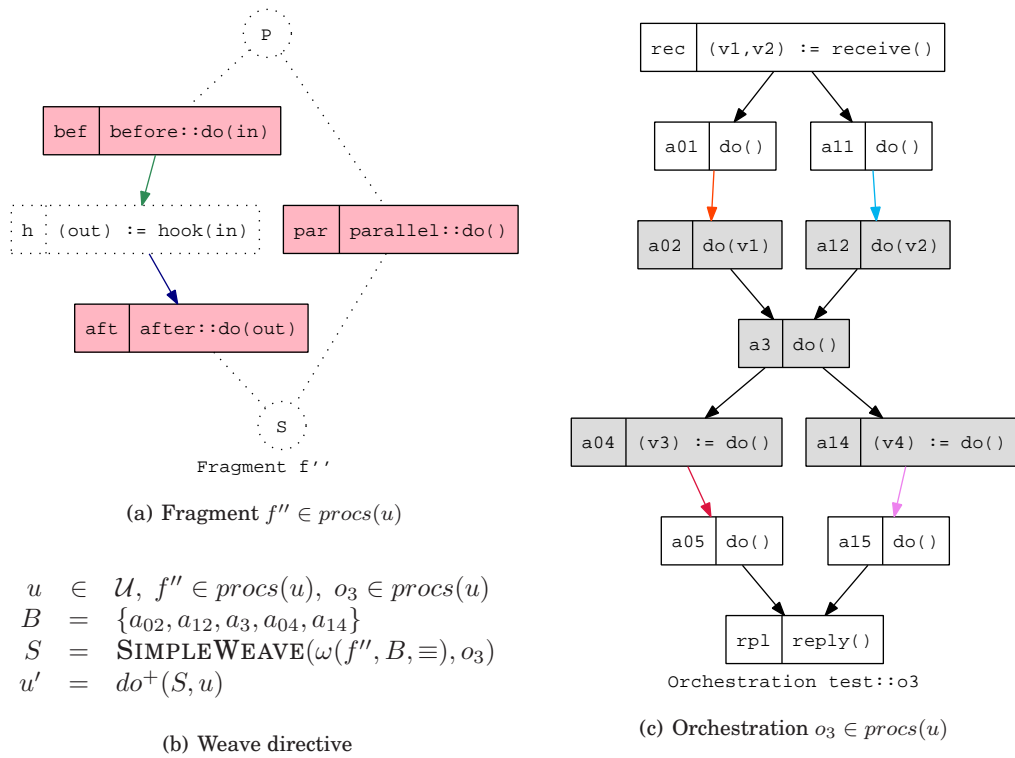 P
bef before::do(in)
h (out) := hook(in)
par parallel::do()
aft after::do(out)
S
Fragment f''
(a) Fragment f″ ∈ procs(u)
u ∈ 𝒰, f″ ∈ procs(u), o₃ ∈ procs(u)
B = {a₀₂, a₁₂, a₃, a₀₄, a₁₄}
S = SIMPLEWEAVE(ω(f″, B, ≡), o₃)
u′ = do⁺(S, u)
(b) Weave directive
rec (v1,v2) := receive()
a01 do() a11 do()
a02 do(v1) a12 do(v2)
a3 do()
a04 (v3) := do() a14 (v4) := do()
a05 do() a15 do()
rpl reply()
Orchestration test::o3
(c) Orchestration o₃ ∈ procs(u)